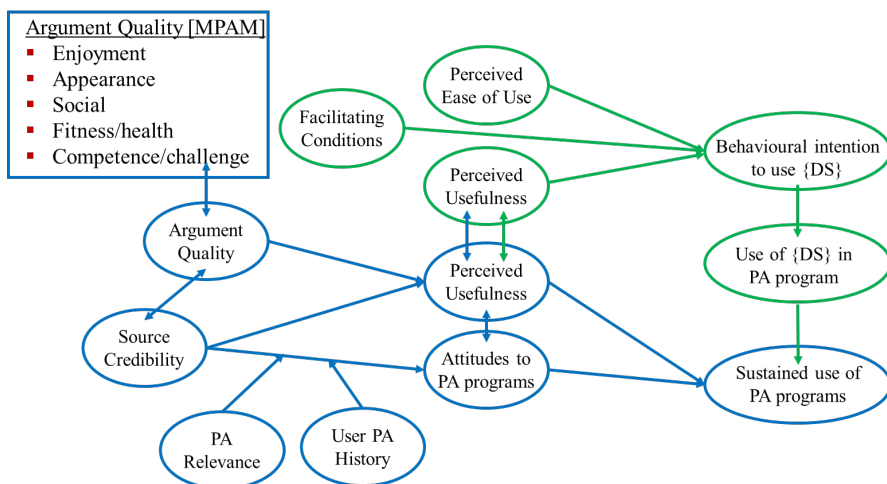 Argument Quality [MPAM]
Enjoyment
Appearance
Social
Fitness/health
Competence/challenge
Perceived
Ease of Use
Facilitating
Conditions
Behavioural intention
to use {DS}
Perceived
Usefulness
Argument
Quality
Perceived
Usefulness
Use of {DS} in
PA program
Source
Credibility
Attitudes to
PA programs
Sustained use of
PA programs
PA
Relevance
User PA
History